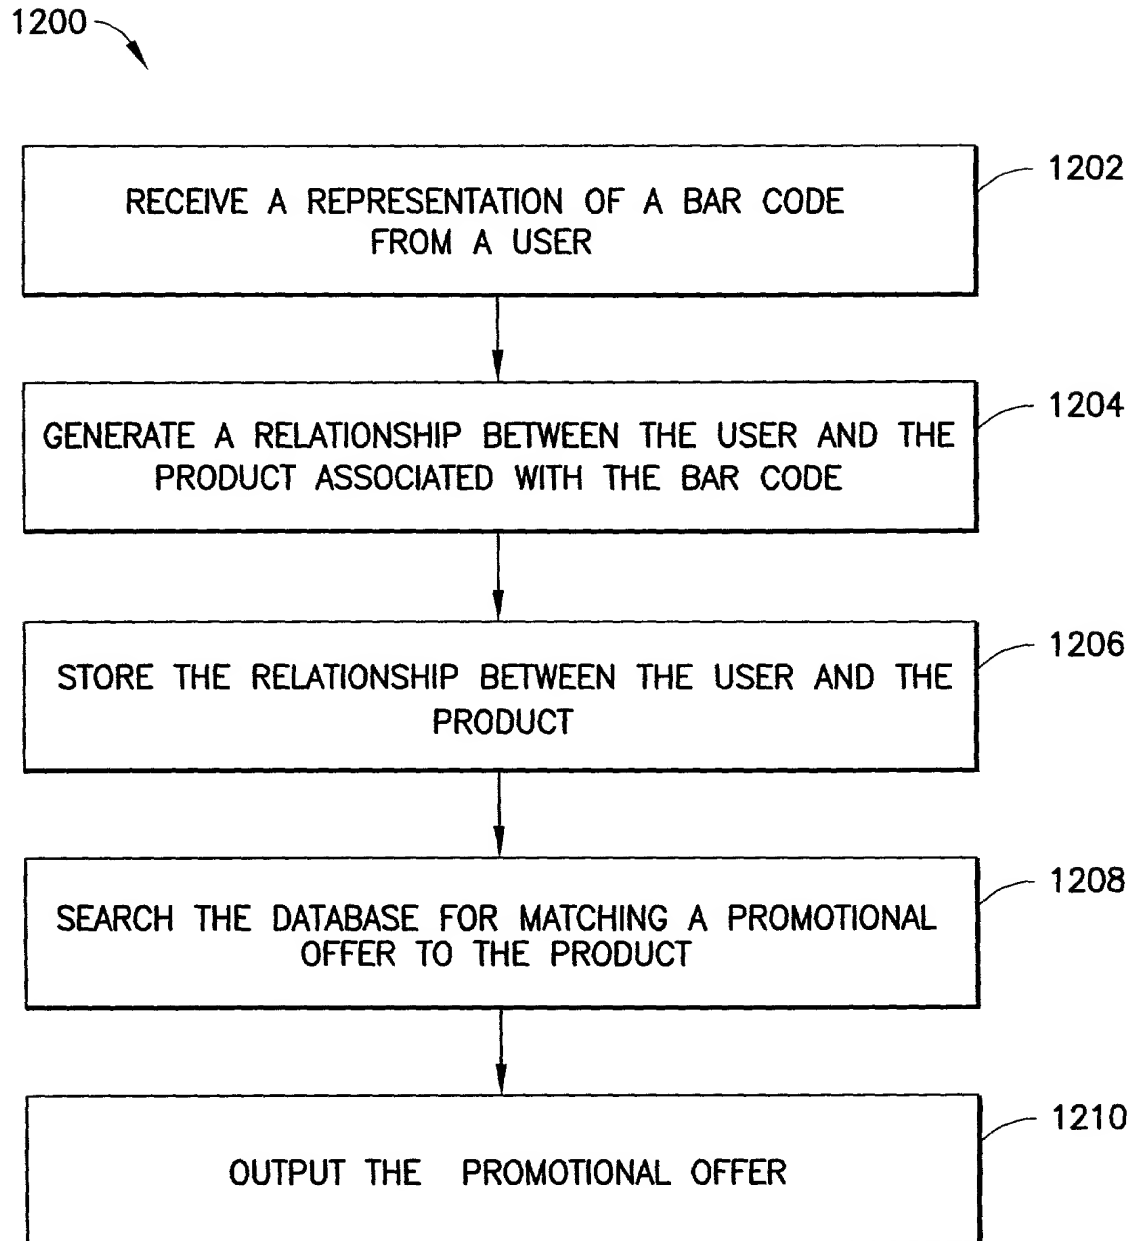 1200
1202
RECEIVE A REPRESENTATION OF A BAR CODE
FROM A USER
1204
GENERATE A RELATIONSHIP BETWEEN THE USER AND THE
PRODUCT ASSOCIATED WITH THE BAR CODE
1206
STORE THE RELATIONSHIP BETWEEN THE USER AND THE
PRODUCT
1208
SEARCH THE DATABASE FOR MATCHING A PROMOTIONAL
OFFER TO THE PRODUCT
1210
OUTPUT THE PROMOTIONAL OFFER